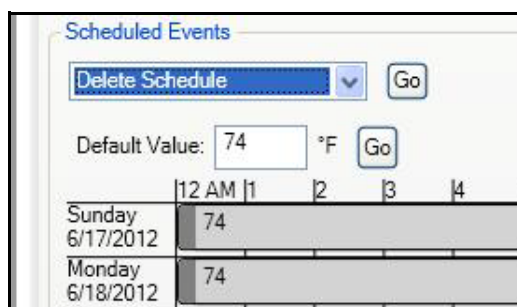 Scheduled Events
Delete Schedule Go
Default Value: 74 °F Go
12 AM 1 2 3 4
Sunday 74
6/17/2012
Monday 74
6/18/2012